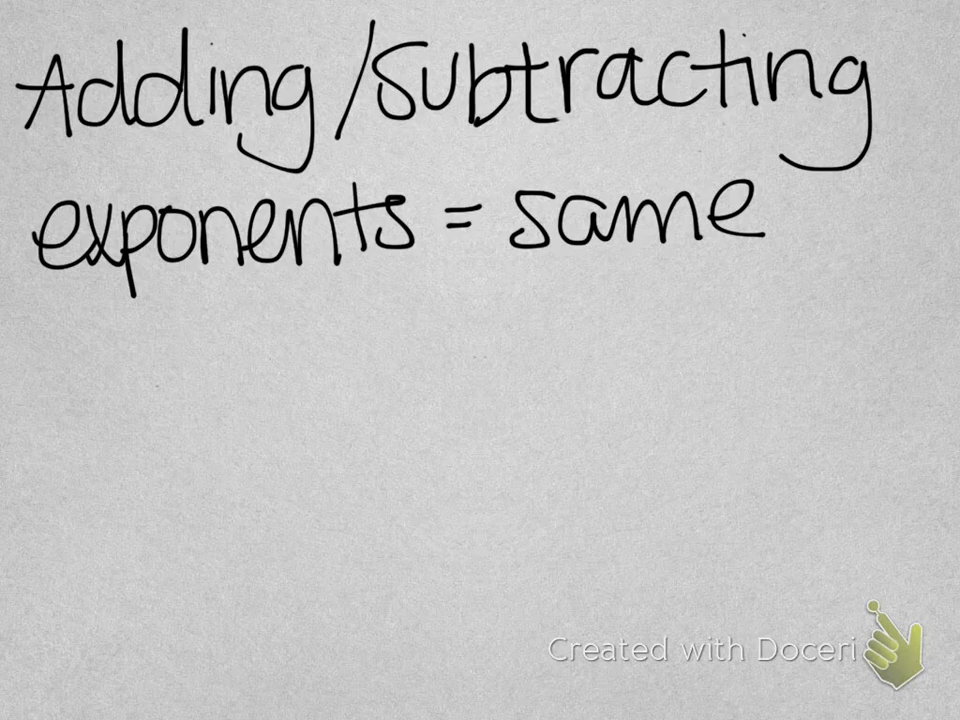 Adding/Subtracting
exponents = same
Created with Doceri